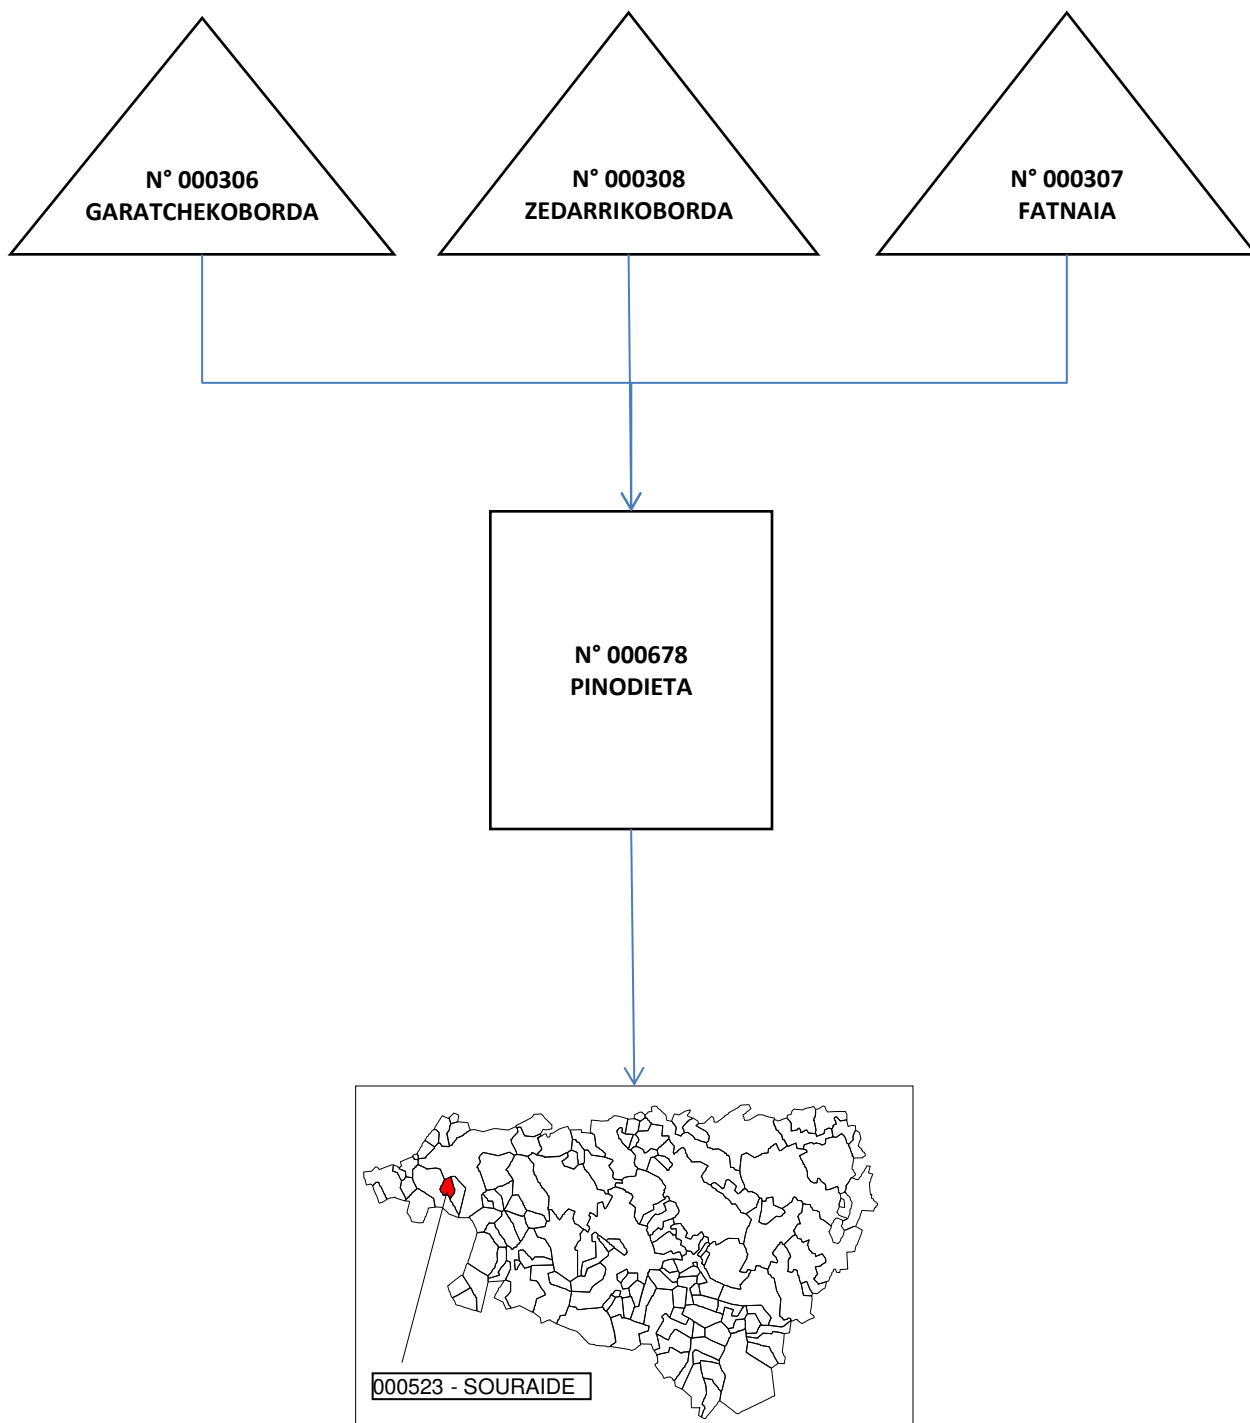 N° 000306
GARATCHEKOBORDA
N° 000308
ZEDARRIKOBORDA
N° 000307
FATNAIA
N° 000678
PINODIETA
000523 - SOURAIDE